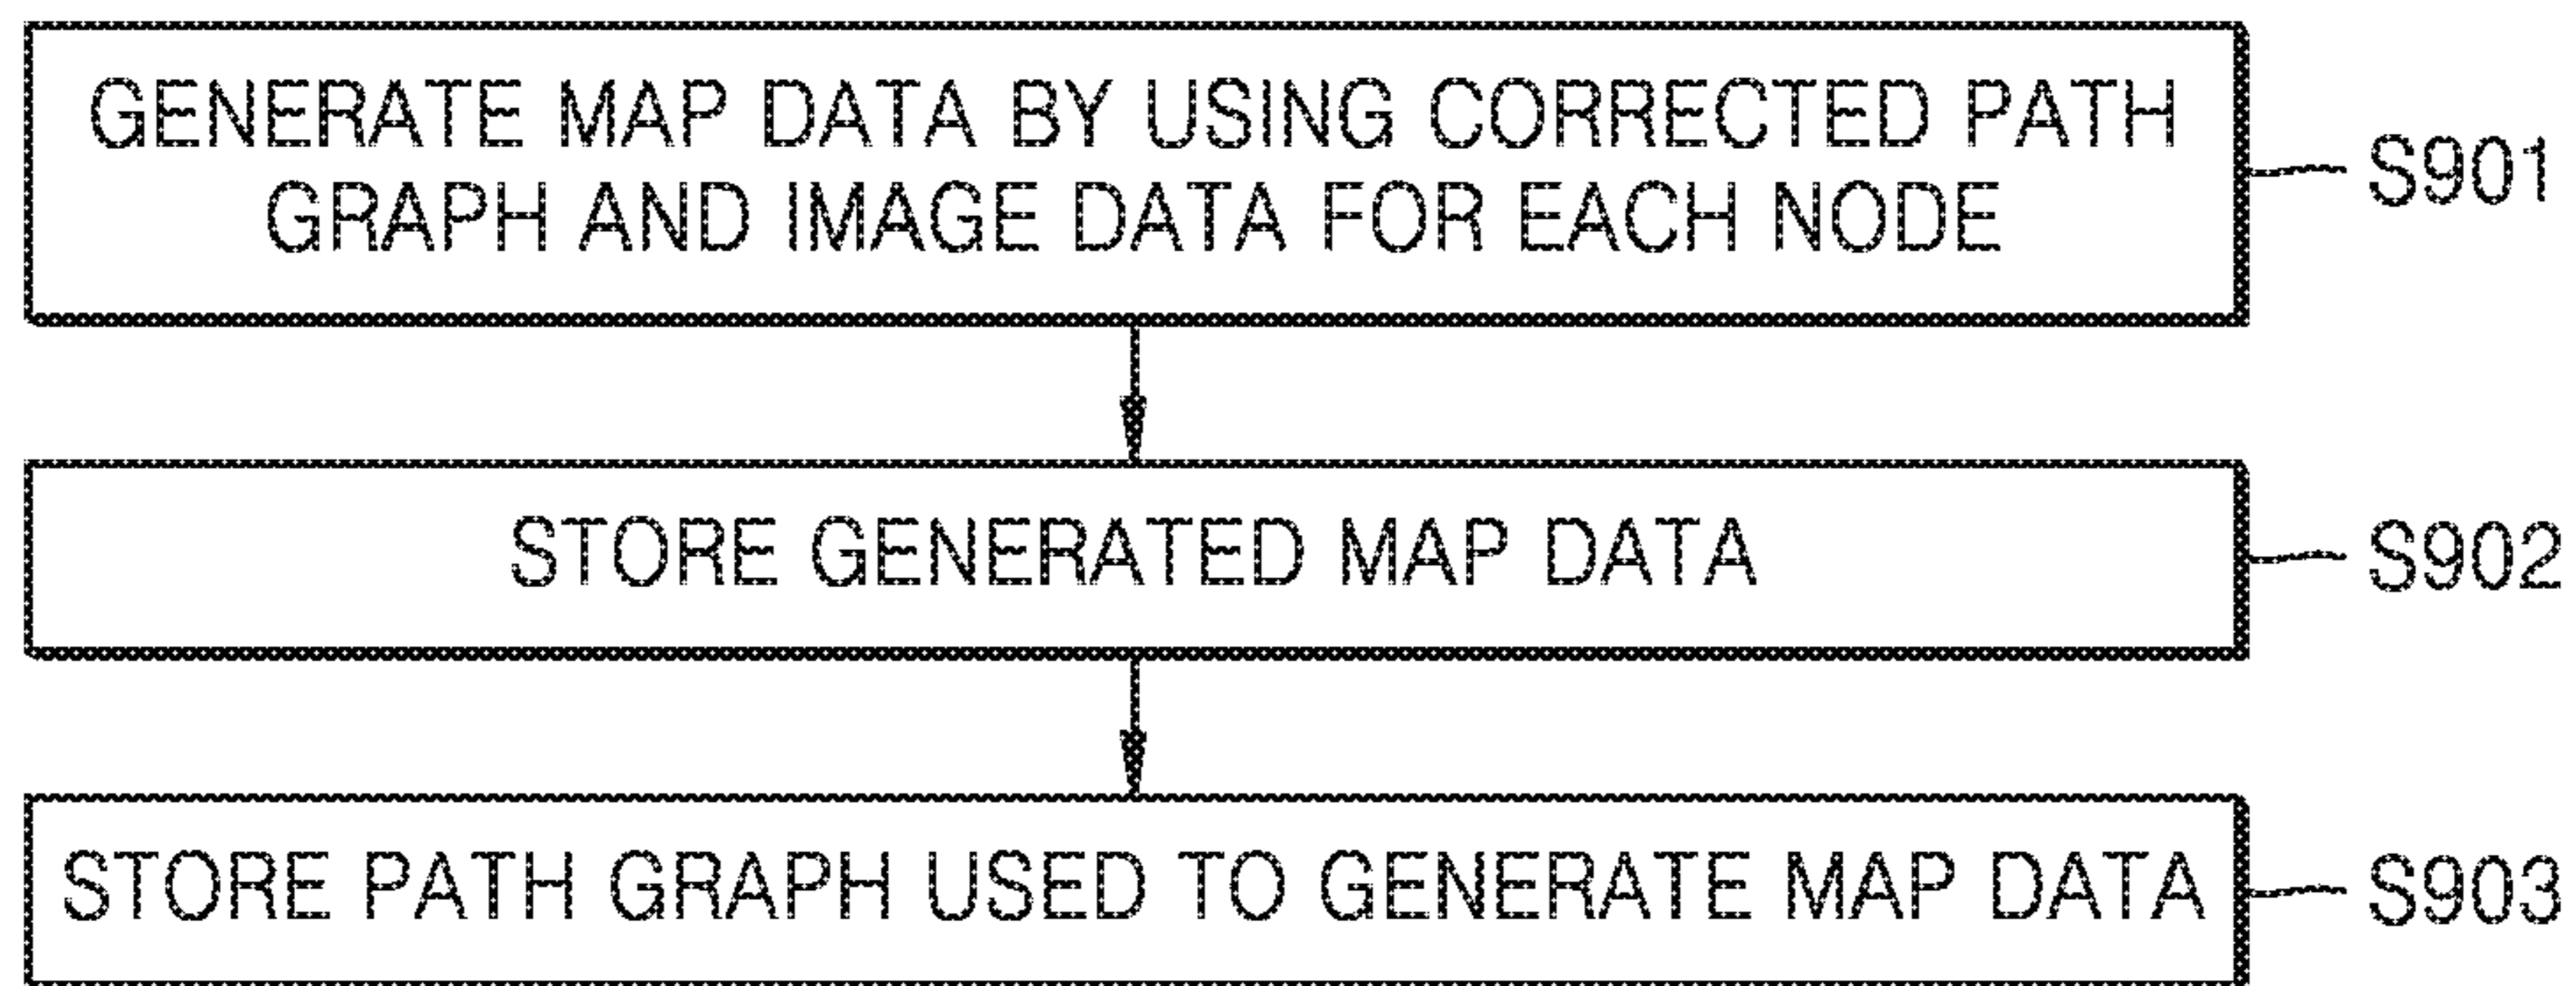 GENERATE MAP DATA BY USING CORRECTED PATH
GRAPH AND IMAGE DATA FOR EACH NODE
S901
STORE GENERATED MAP DATA
S902
STORE PATH GRAPH USED TO GENERATE MAP DATA
S903